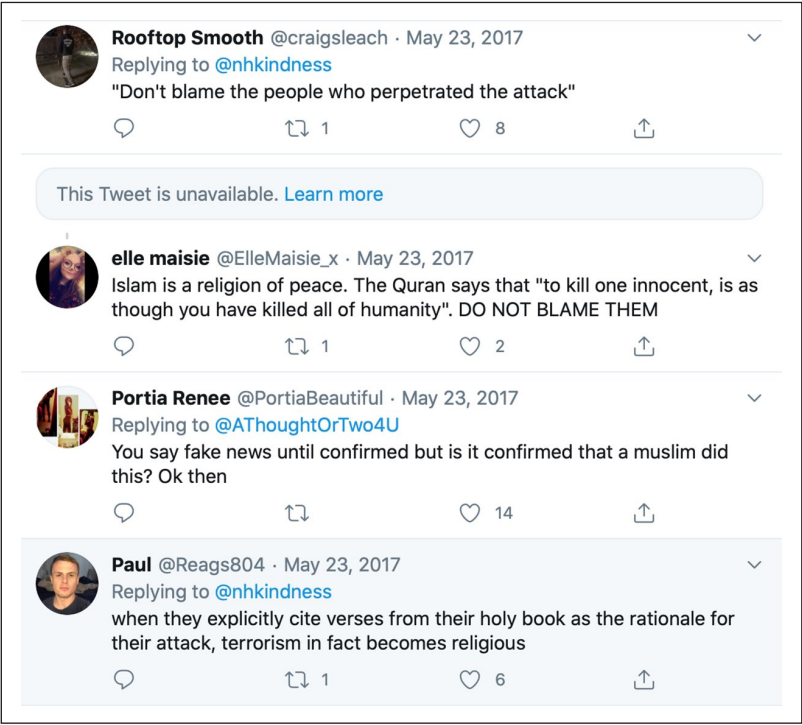 Rooftop Smooth @craigsleach · May 23, 2017
Replying to @nhkindness
"Don't blame the people who perpetrated the attack"
1 8
This Tweet is unavailable. Learn more
elle maisie @ElleMaisie_x · May 23, 2017
Islam is a religion of peace. The Quran says that "to kill one innocent, is as
though you have killed all of humanity". DO NOT BLAME THEM
1 2
Portia Renee @PortiaBeautiful · May 23, 2017
Replying to @AThoughtOrTwo4U
You say fake news until confirmed but is it confirmed that a muslim did
this? Ok then
14
Paul @Reags804 · May 23, 2017
Replying to @nhkindness
when they explicitly cite verses from their holy book as the rationale for
their attack, terrorism in fact becomes religious
1 6